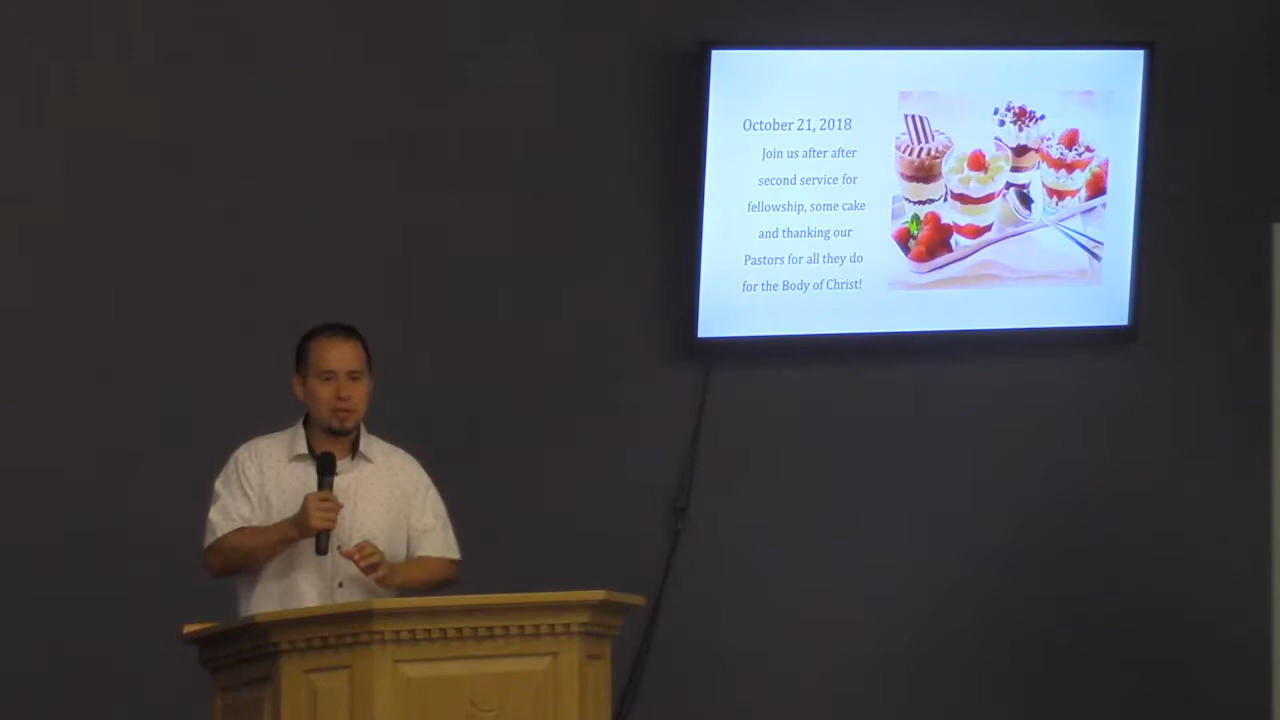 October 21, 2018
Join us after after
second service for
fellowship, some cake
and thanking our
Pastors for all they do
for the Body of Christ!